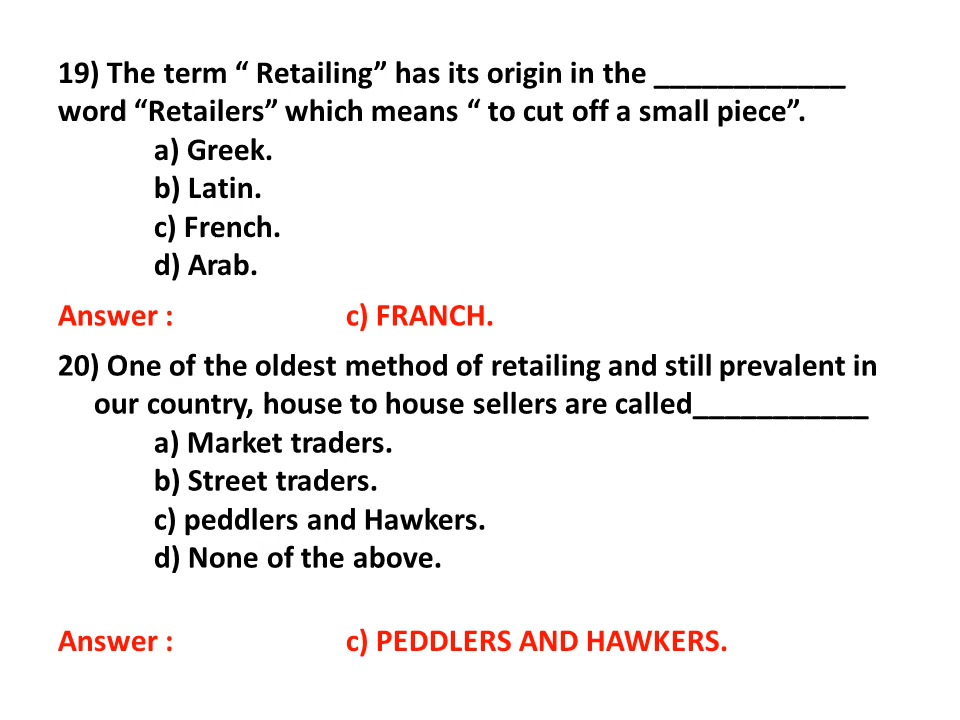 19) The term “ Retailing” has its origin in the ____________
word “Retailers” which means “ to cut off a small piece”.
a) Greek.
b) Latin.
c) French.
d) Arab.
Answer : c) FRANCH.
20) One of the oldest method of retailing and still prevalent in
our country, house to house sellers are called___________
a) Market traders.
b) Street traders.
c) peddlers and Hawkers.
d) None of the above.
Answer : c) PEDDLERS AND HAWKERS.